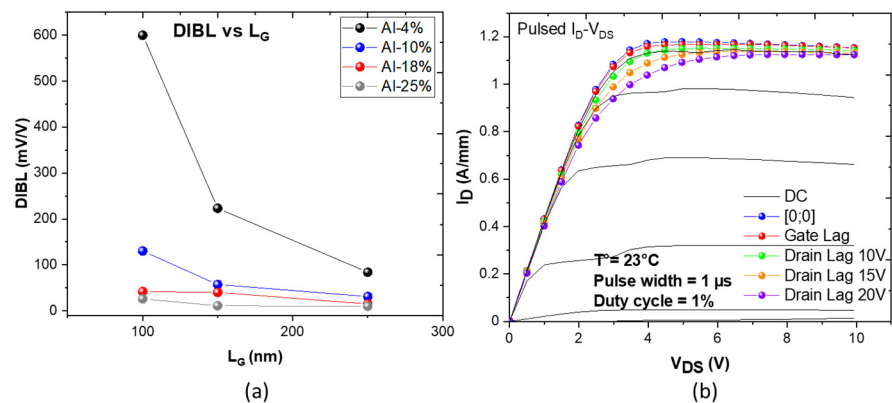 DIBL vs LG
Al-4%
Al-10%
Al-18%
Al-25%
600
500
400
300
200
100
0
DIBL (mV/V)
100
200
300
LG (nm)
(a)
Pulsed ID-VDS
1.2
1
0.8
0.6
0.4
0.2
0
ID (A/mm)
DC
[0;0]
Gate Lag
Drain Lag 10V
Drain Lag 15V
Drain Lag 20V
T° = 23°C
Pulse width = 1 µs
Duty cycle = 1%
0
2
4
6
8
10
VDS (V)
(b)